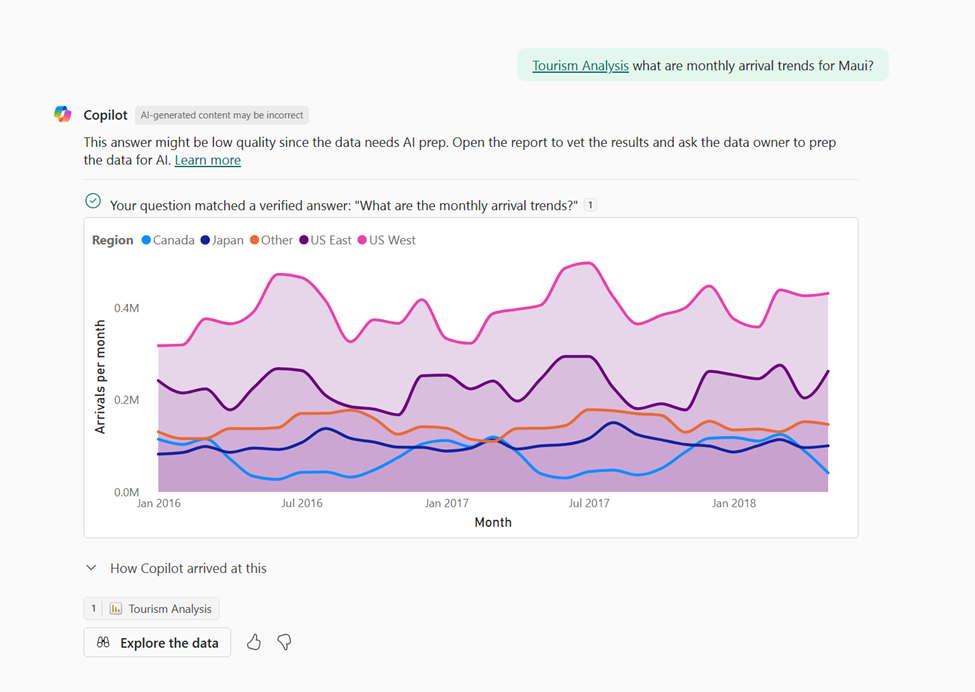 Tourism Analysis what are monthly arrival trends for Maui?
Copilot AI-generated content may be incorrect
This answer might be low quality since the data needs AI prep. Open the report to vet the results and ask the data owner to prep
the data for AI. Learn more
Your question matched a verified answer: "What are the monthly arrival trends?" 1
Region Canada Japan Other US East US West
Arrivals per month
0.4M
0.2M
0.0M
Jan 2016 Jul 2016 Jan 2017 Jul 2017 Jan 2018
Month
How Copilot arrived at this
1 Tourism Analysis
Explore the data